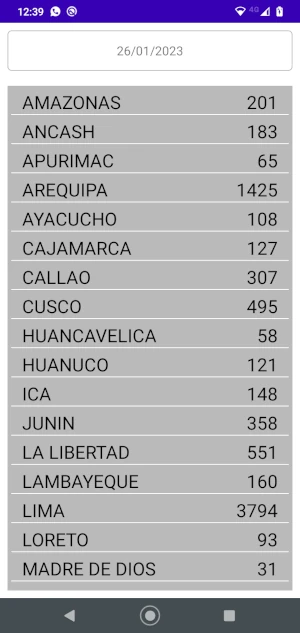 12:39
4G
26/01/2023
AMAZONAS 201
ANCASH 183
APURIMAC 65
AREQUIPA 1425
AYACUCHO 108
CAJAMARCA 127
CALLAO 307
CUSCO 495
HUANCAVELICA 58
HUANUCO 121
ICA 148
JUNIN 358
LA LIBERTAD 551
LAMBAYEQUE 160
LIMA 3794
LORETO 93
MADRE DE DIOS 31